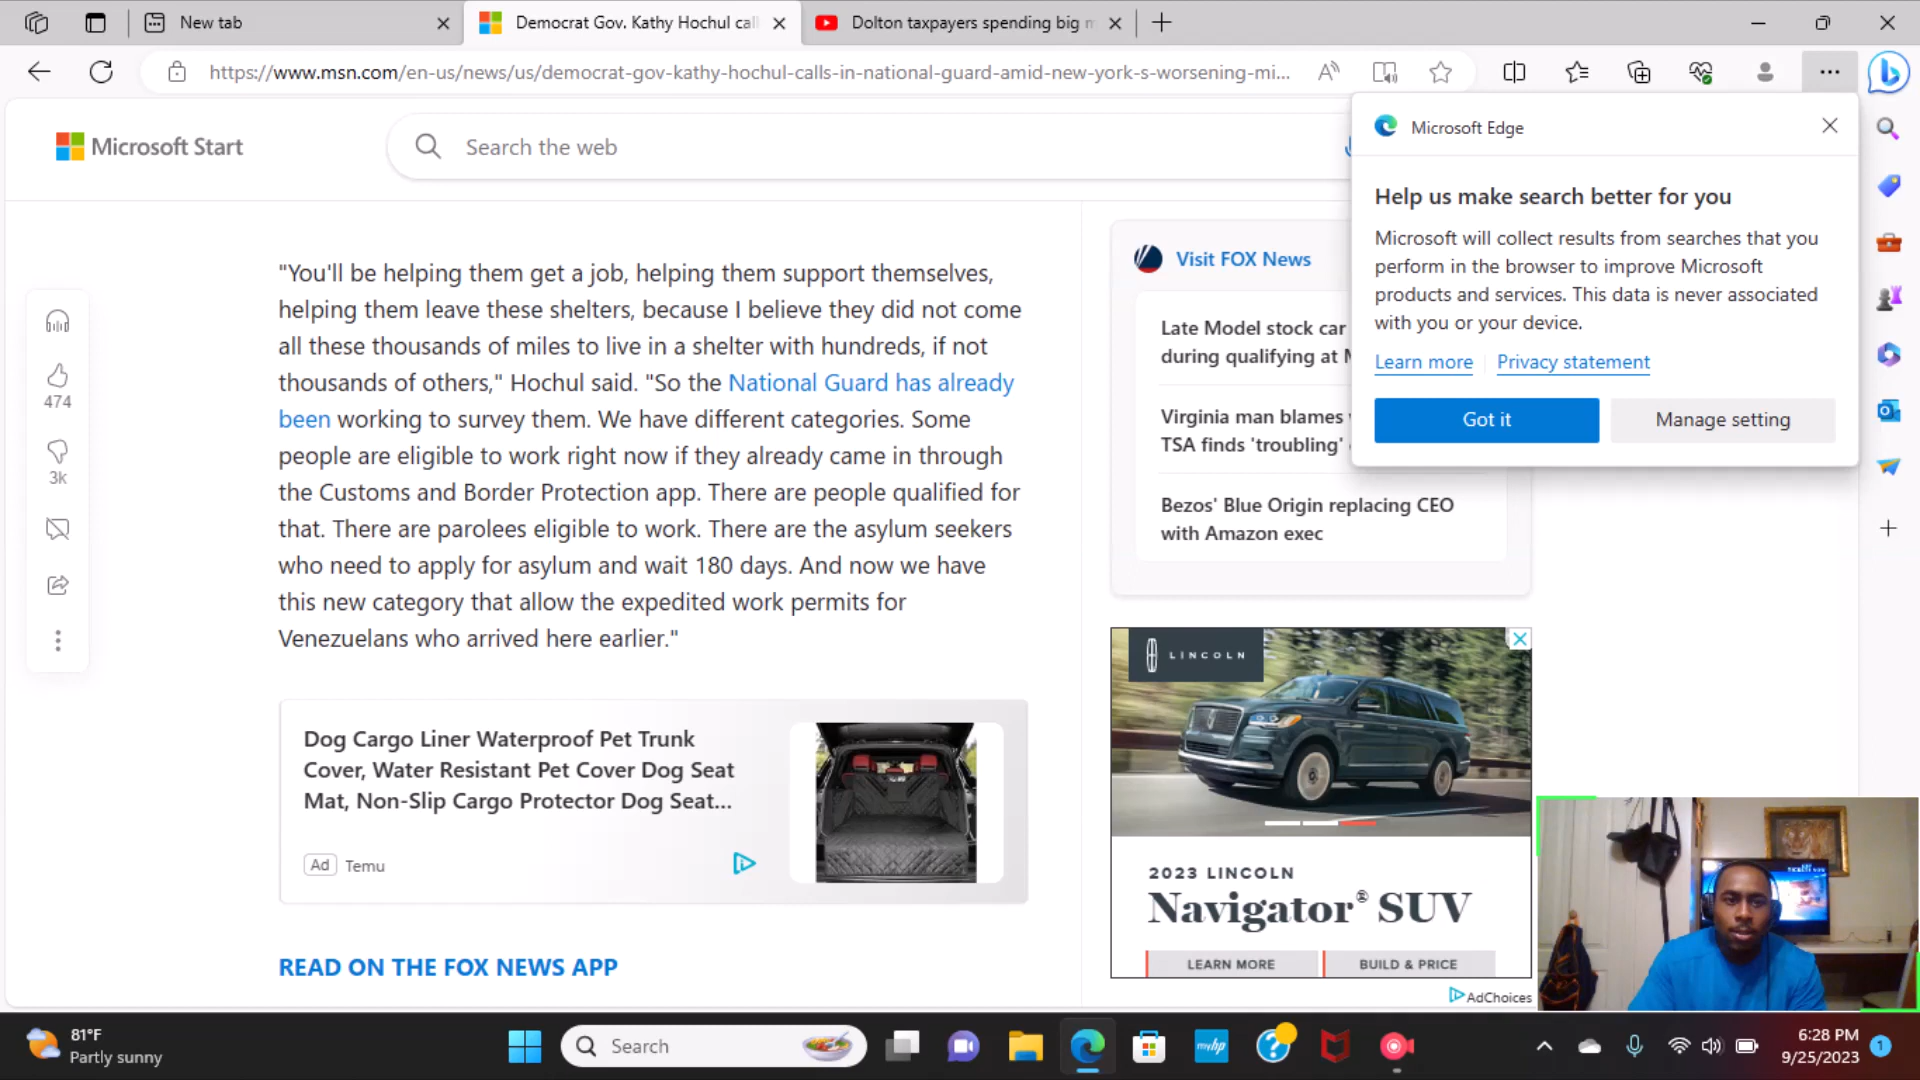 New tab
Democrat Gov. Kathy Hochul cal
Dolton taxpayers spending big m
https://www.msn.com/en-us/news/us/democrat-gov-kathy-hochul-calls-in-national-guard-amid-new-york-s-worsening-mi...
Microsoft Start
Search the web
Microsoft Edge
Help us make search better for you
Microsoft will collect results from searches that you
perform in the browser to improve Microsoft
products and services. This data is never associated
with you or your device.
Learn more
Privacy statement
Got it
Manage setting
474
3k
"You'll be helping them get a job, helping them support themselves,
helping them leave these shelters, because I believe they did not come
all these thousands of miles to live in a shelter with hundreds, if not
thousands of others," Hochul said. "So the National Guard has already
been working to survey them. We have different categories. Some
people are eligible to work right now if they already came in through
the Customs and Border Protection app. There are people qualified for
that. There are parolees eligible to work. There are the asylum seekers
who need to apply for asylum and wait 180 days. And now we have
this new category that allow the expedited work permits for
Venezuelans who arrived here earlier."
Dog Cargo Liner Waterproof Pet Trunk
Cover, Water Resistant Pet Cover Dog Seat
Mat, Non-Slip Cargo Protector Dog Seat...
Ad Temu
READ ON THE FOX NEWS APP
Visit FOX News
Late Model stock car
during qualifying at
Virginia man blames
TSA finds 'troubling'
Bezos' Blue Origin replacing CEO
with Amazon exec
LINCOLN
2023 LINCOLN
Navigator® SUV
LEARN MORE
BUILD & PRICE
AdChoices
81°F
Partly sunny
Search
myhp
6:28 PM
9/25/2023
1